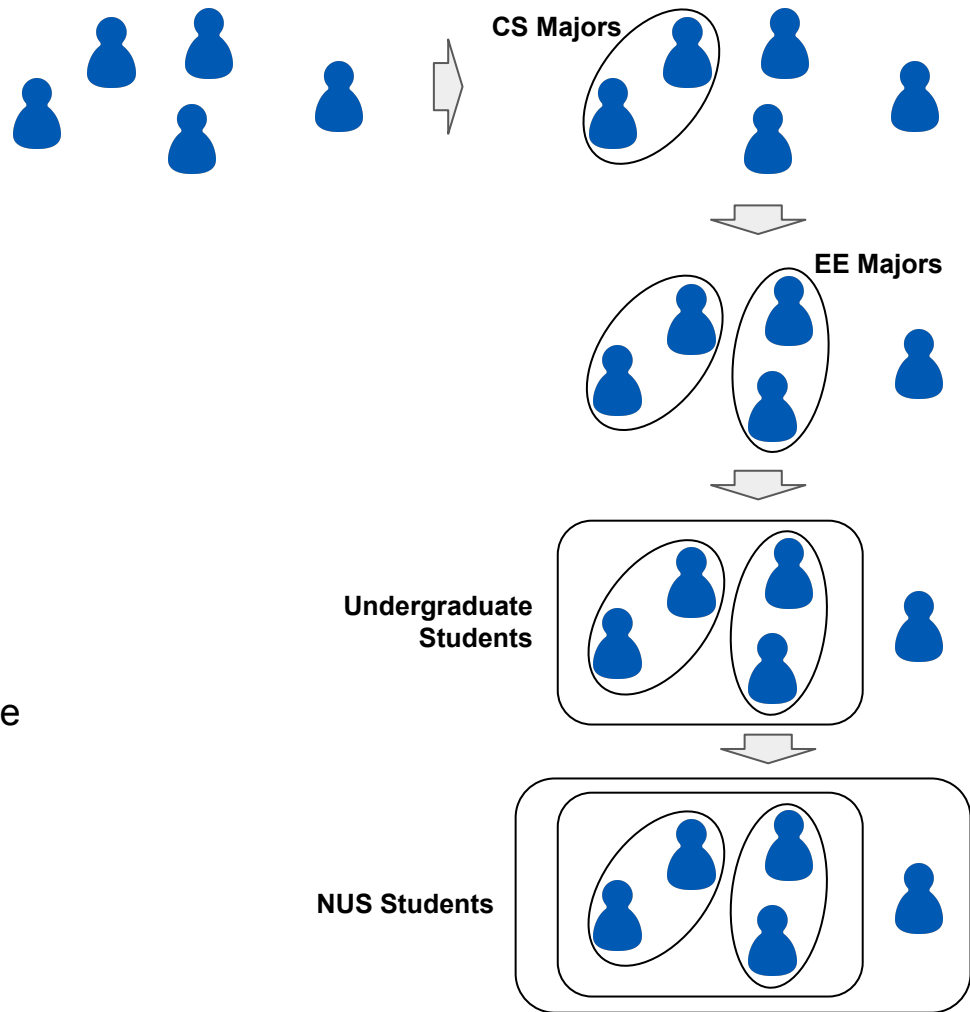 CS Majors
EE Majors
Undergraduate
Students
e
NUS Students